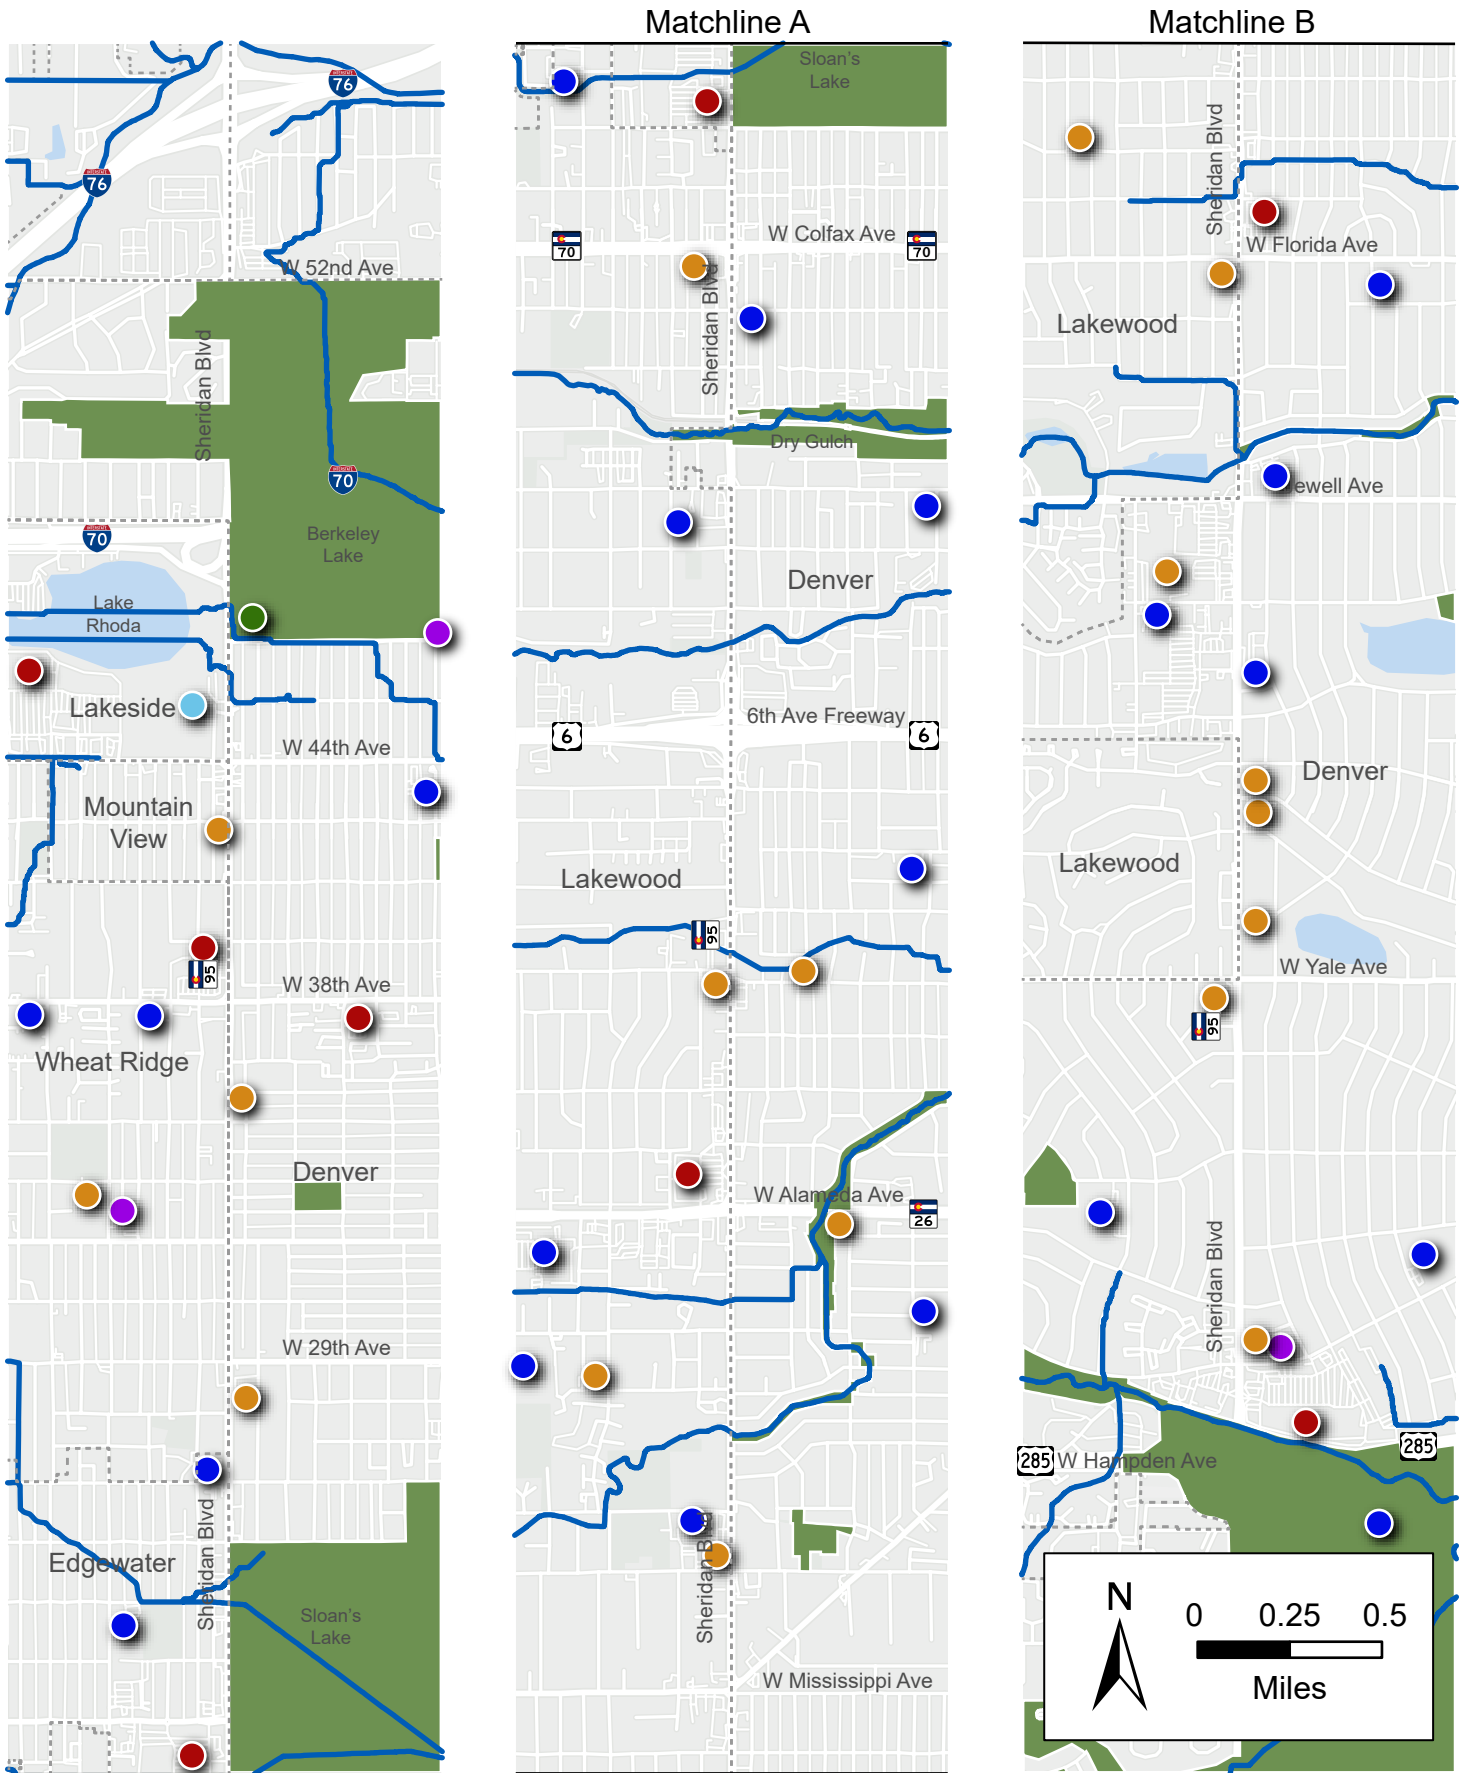 Matchline A
Matchline B
76
76
W 52nd Ave
Sheridan Blvd
70
70
Berkeley
Lake
Lake
Rhoda
Lakeside
W 44th Ave
Mountain
View
95
W 38th Ave
Wheat Ridge
Denver
W 29th Ave
Sheridan Blvd
Edgewater
Sloan's
Lake
Sloan's
Lake
W Colfax Ave
70
70
Sheridan Blvd
Dry Gulch
Denver
6th Ave Freeway
6
6
Lakewood
95
W Alameda Ave
26
Sheridan Blvd
W Mississippi Ave
Sheridan Blvd
W Florida Ave
Lakewood
ewell Ave
Denver
Lakewood
W Yale Ave
95
Sheridan Blvd
285
W Hampden Ave
285
N
0 0.25 0.5
Miles